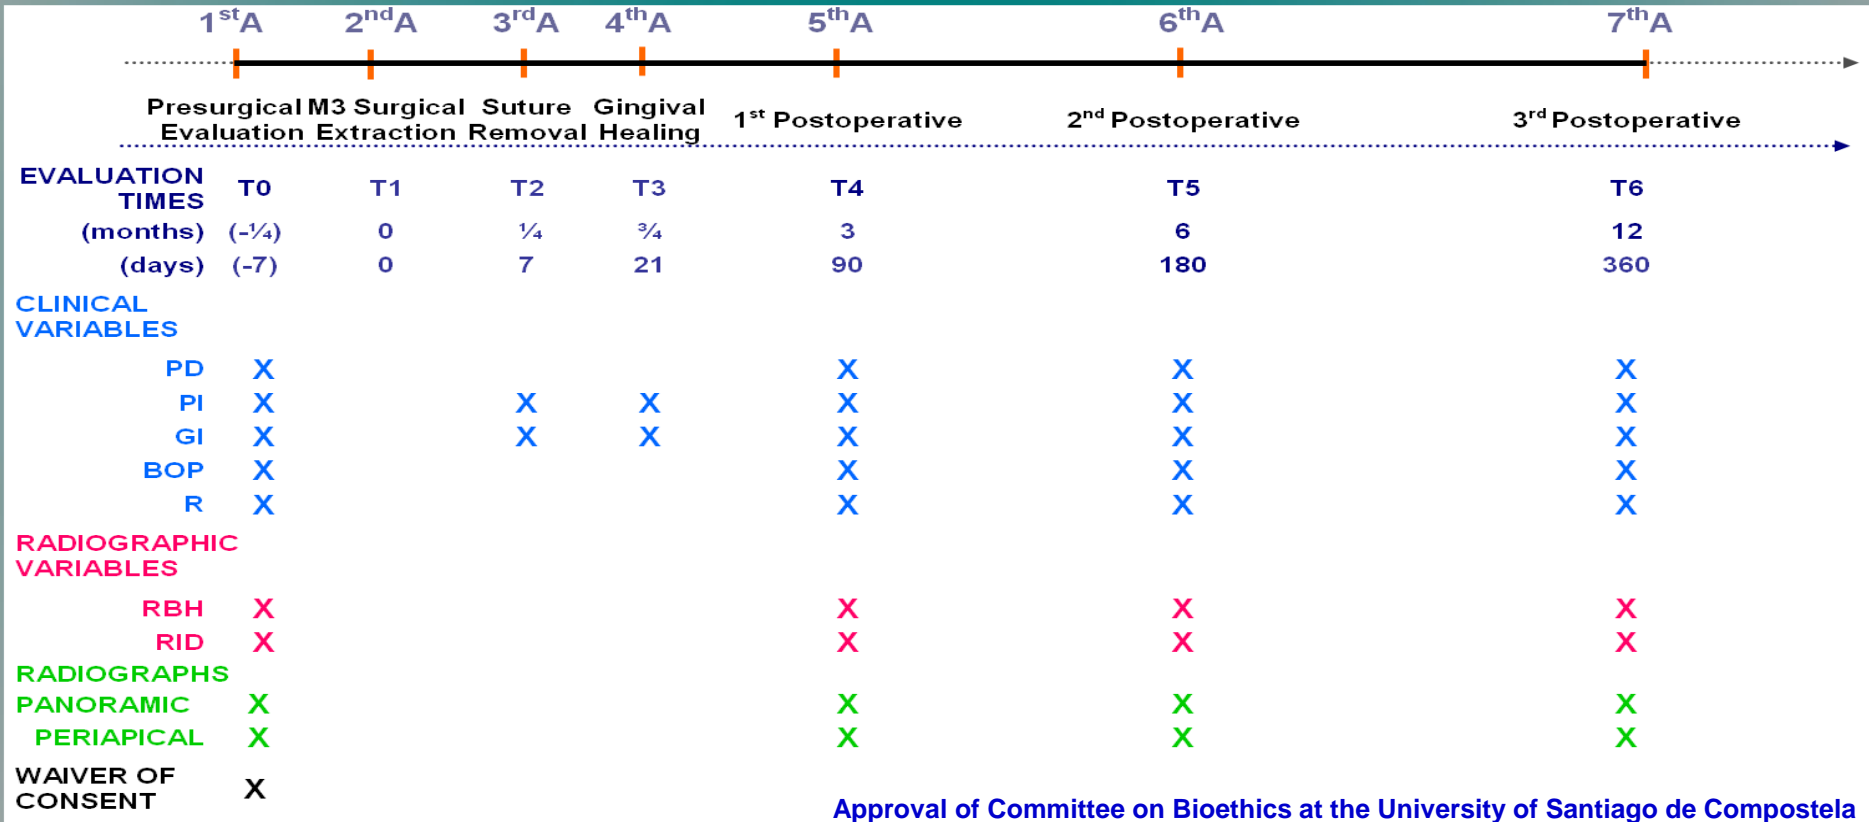 1stA 2ndA 3rdA 4thA 5thA 6thA 7thA
Presurgical M3 Surgical Suture Gingival
Evaluation Extraction Removal Healing
1st Postoperative 2nd Postoperative 3rd Postoperative
EVALUATION
TIMES T0 T1 T2 T3 T4 T5 T6
(months) (-¼) 0 ¼ ¾ 3 6 12
(days) (-7) 0 7 21 90 180 360
CLINICAL
VARIABLES
PD X X X X
PI X X X X X X
GI X X X X X X
BOP X X X X
R X X X X
RADIOGRAPHIC
VARIABLES
RBH X X X X
RID X X X X
RADIOGRAPHS
PANORAMIC X X X X
PERIAPICAL X X X X
WAIVER OF
CONSENT X
Approval of Committee on Bioethics at the University of Santiago de Compostela